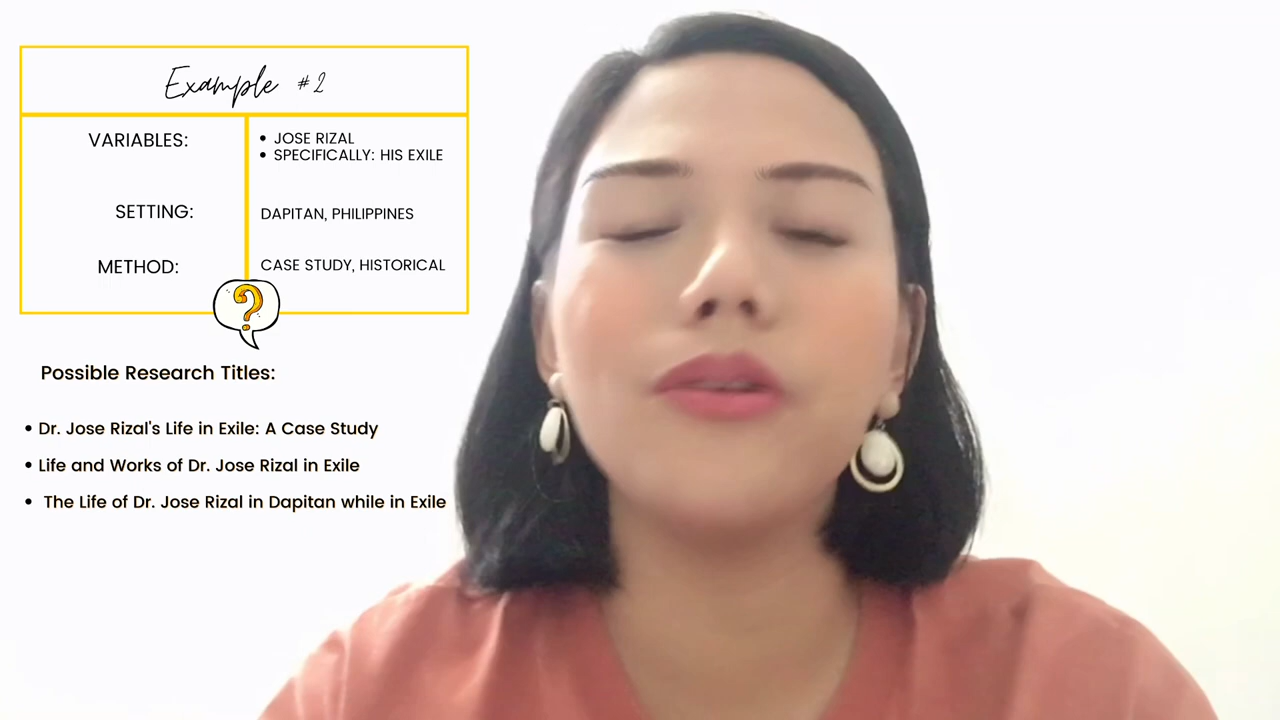 Example #2
VARIABLES:
• JOSE RIZAL
• SPECIFICALLY: HIS EXILE
SETTING:
DAPITAN, PHILIPPINES
METHOD:
CASE STUDY, HISTORICAL
?
Possible Research Titles:
• Dr. Jose Rizal's Life in Exile: A Case Study
• Life and Works of Dr. Jose Rizal in Exile
• The Life of Dr. Jose Rizal in Dapitan while in Exile